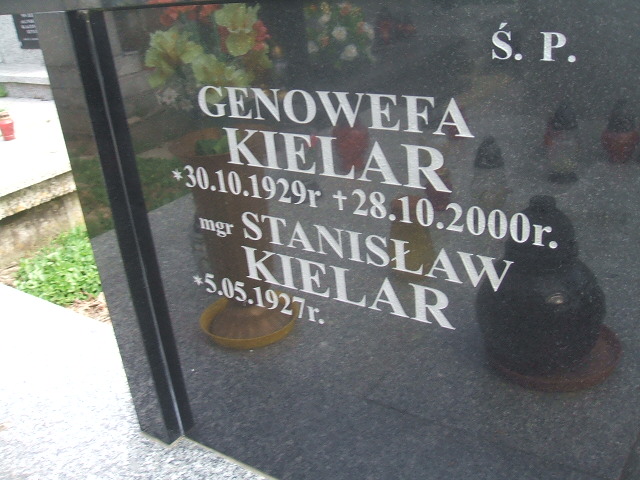 Ś. P.
GENOWEFA
KIELAR
*30.10.1929r +28.10.2000r.
mgr STANISŁAW
KIELAR
*5.05.1927r.